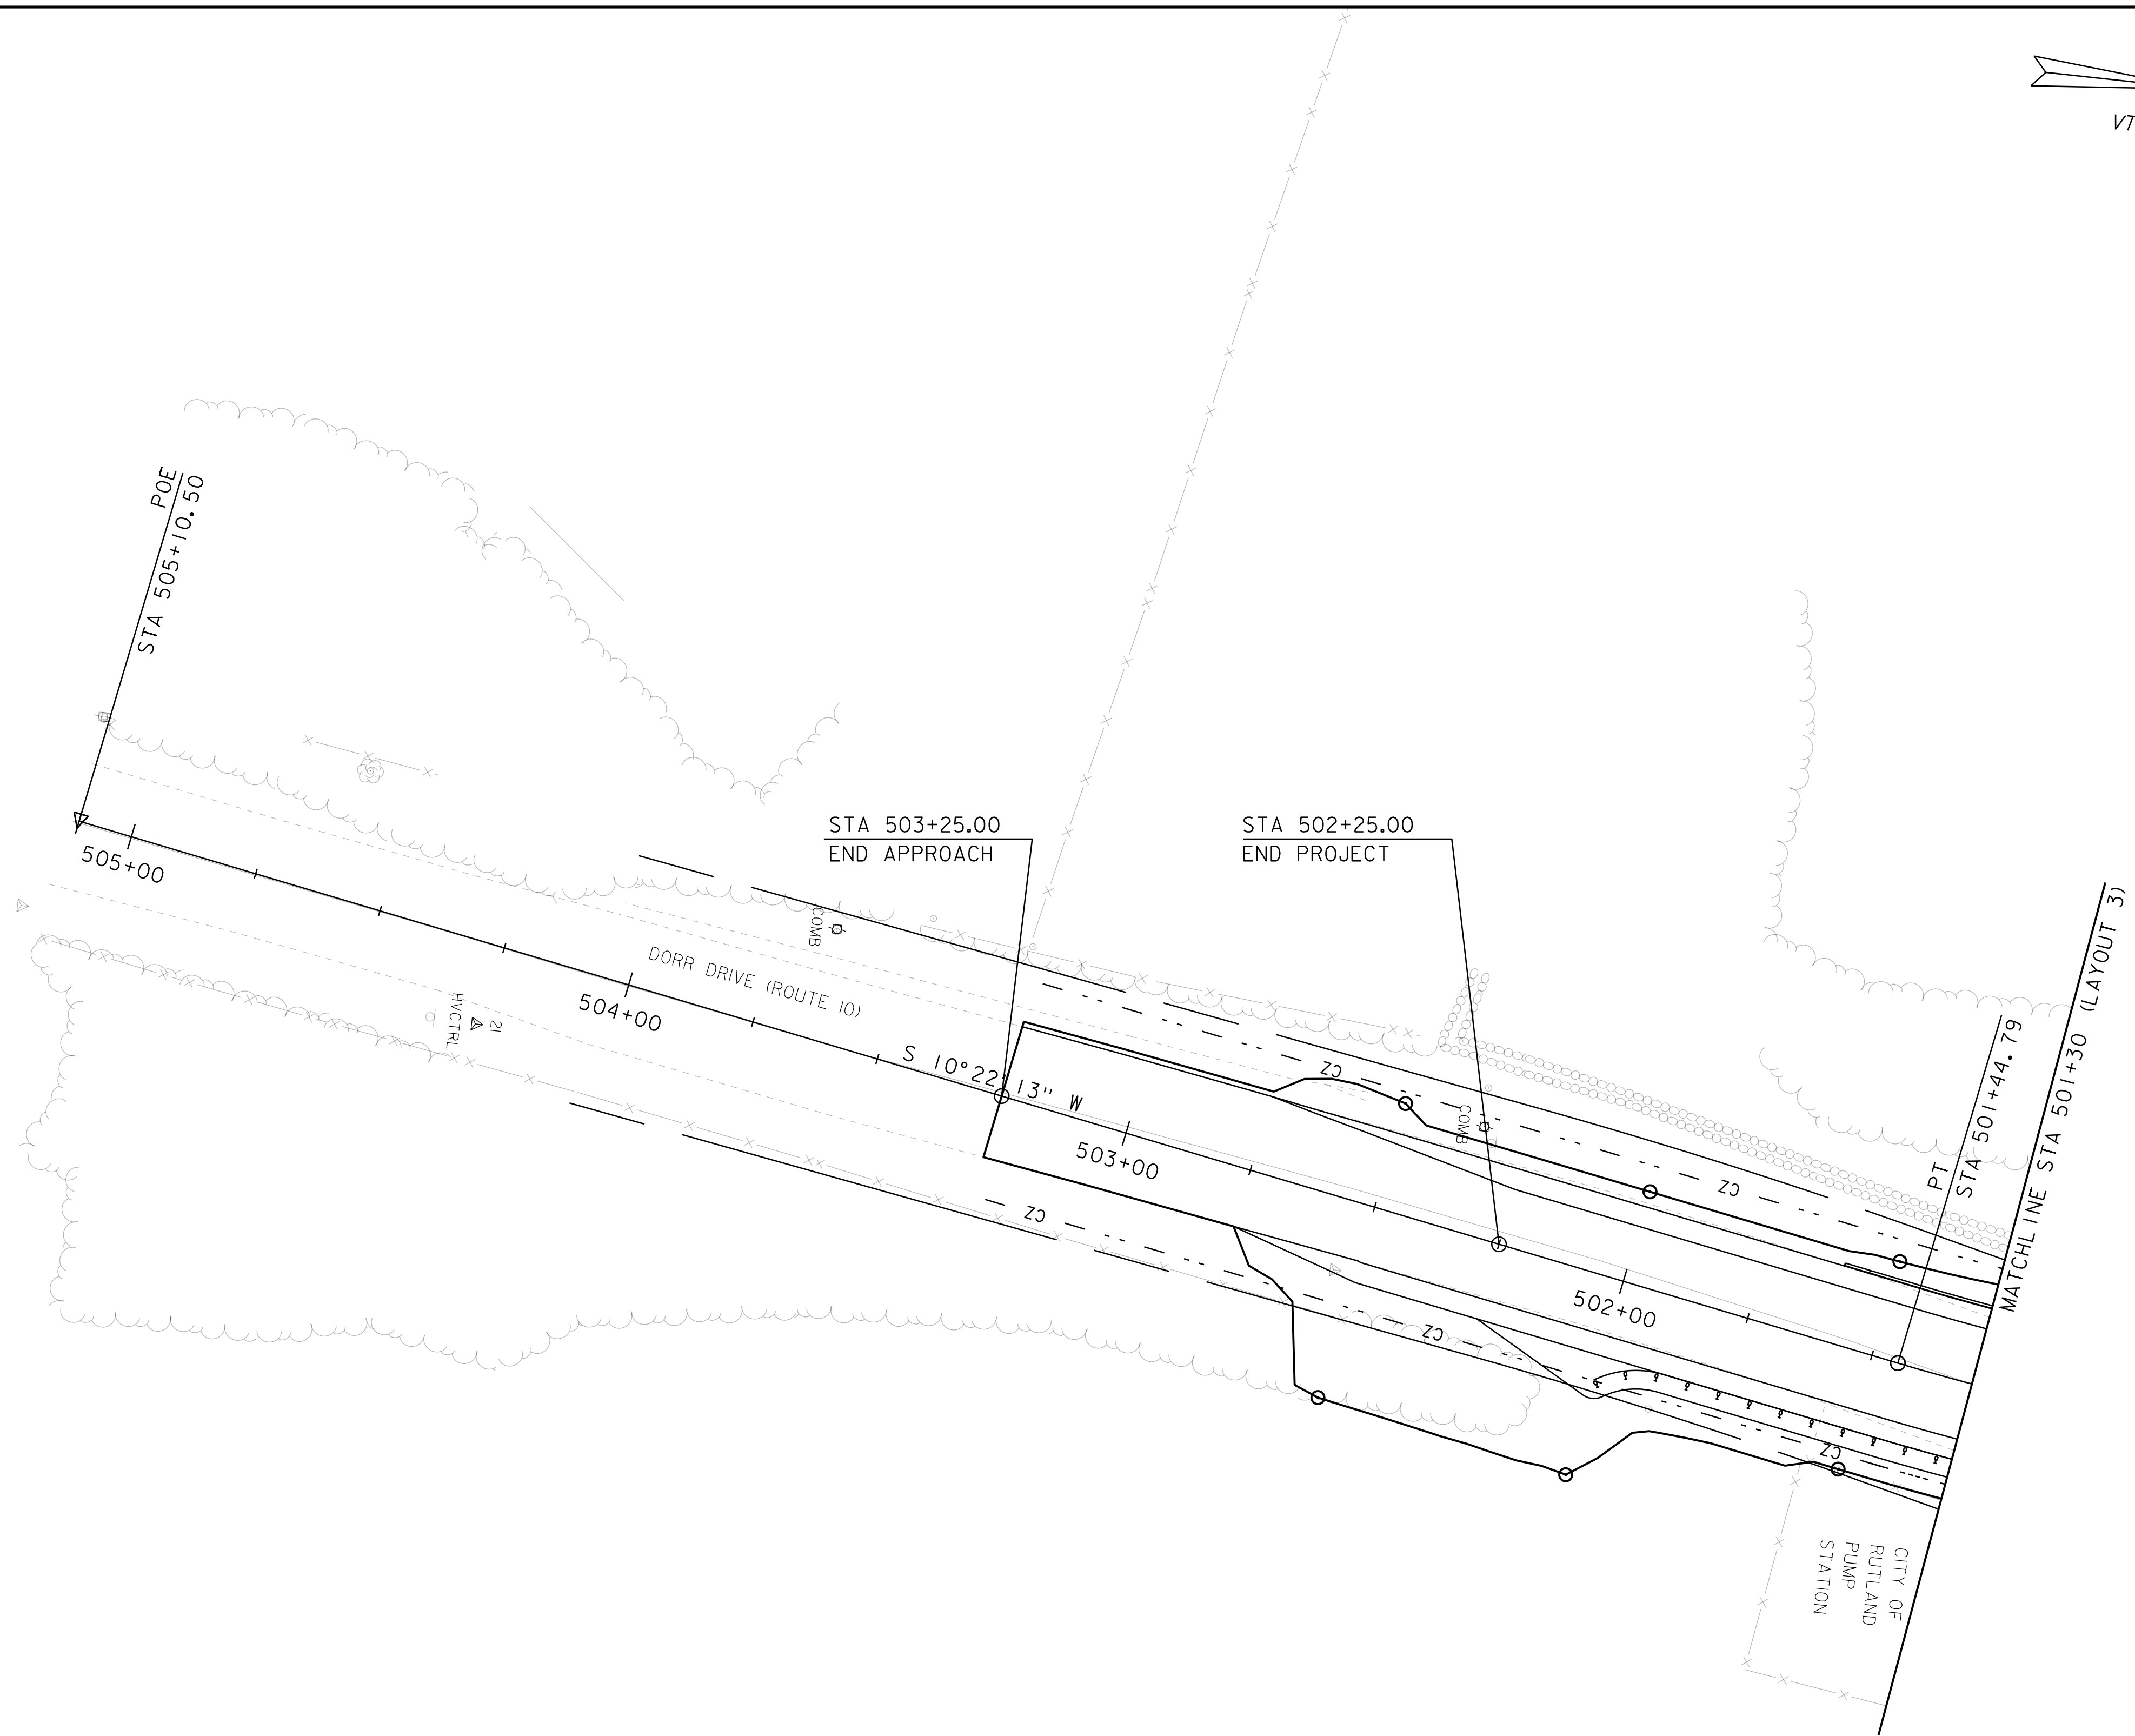 VT
POE
STA 505+10.50
STA 503+25.00
END APPROACH
STA 502+25.00
END PROJECT
505+00
COMB
DORR DRIVE (ROUTE 10)
HVCTRL
21
504+00
S 10°22' 13" W
503+00
CZ
COMB
CZ
PT
STA 501+44.79
MATCHLINE STA 501+30 (LAYOUT 3)
CZ
502+00
CZ
CZ
CITY OF
RUTLAND
PUMP
STATION